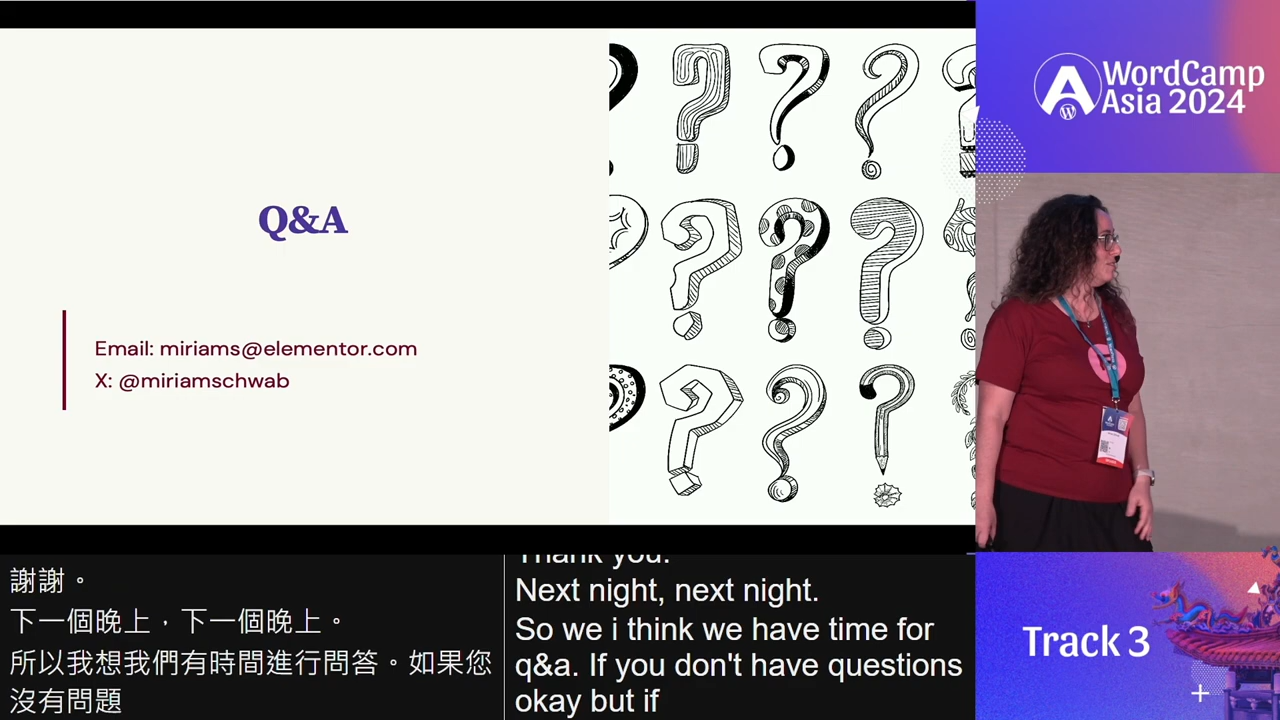 Q&A
Email: miriams@elementor.com
X: @miriamschwab
WordCamp
Asia 2024
謝謝。
下一個晚上，下一個晚上。
所以我想我們有時間進行問答。如果您
沒有問題
Thank you.
Next night, next night.
So we i think we have time for
q&a. If you don't have questions
okay but if
Track 3